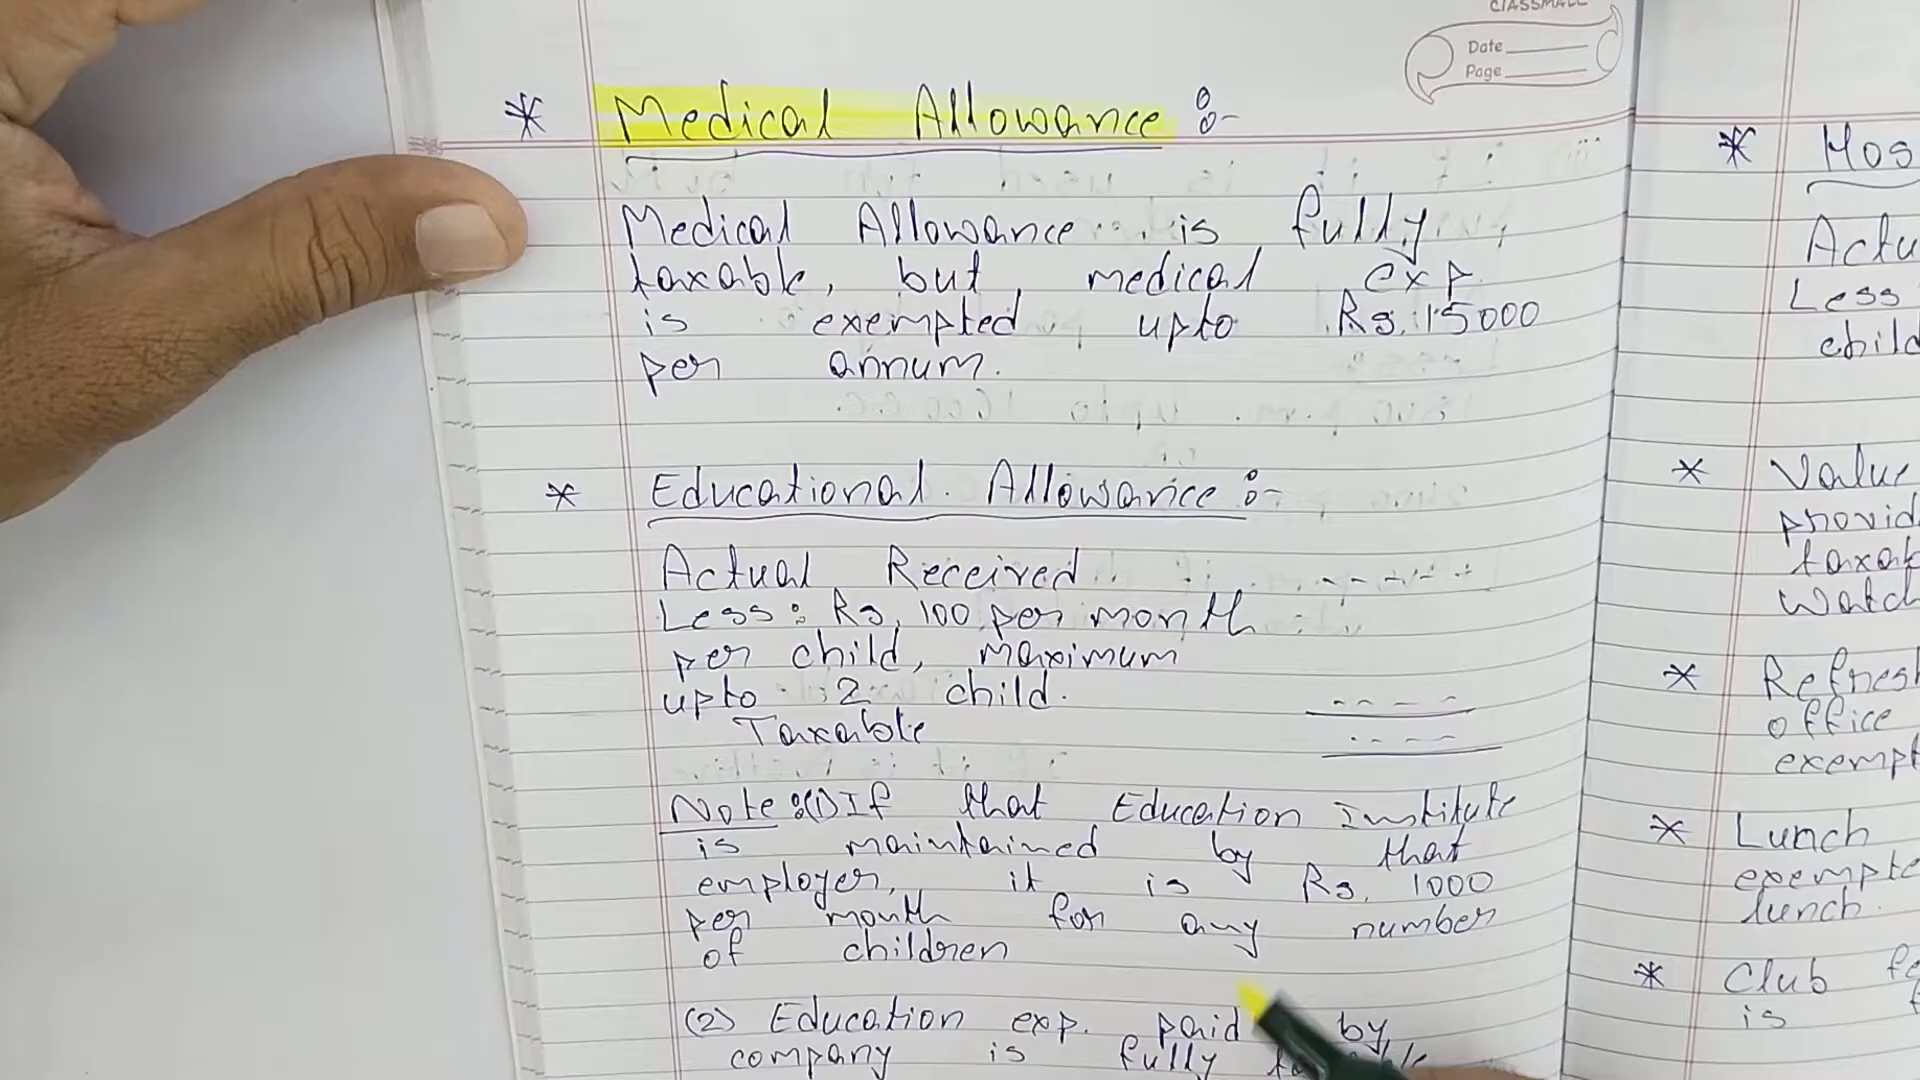 CLASSMATE
Date
Page
* Medical Allowance :-
Medical Allowance is fully
taxable, but medical exp.
is exempted upto Rs. 15000
per annum.
* Educational Allowance :-
Actual Received
Less : Rs. 100 per month
per child, maximum
upto 2 child.
Taxable
Note :(1) If that Education Institute
is maintained by that
employer, it is Rs. 1000
per month for any number
of children
(2) Education exp. paid by
company is fully
* Hos
Actu
Less
child
* Value
provid
taxab
watch
* Refresh
office
exempt
* Lunch
exempte
lunch.
* Club fe
is f